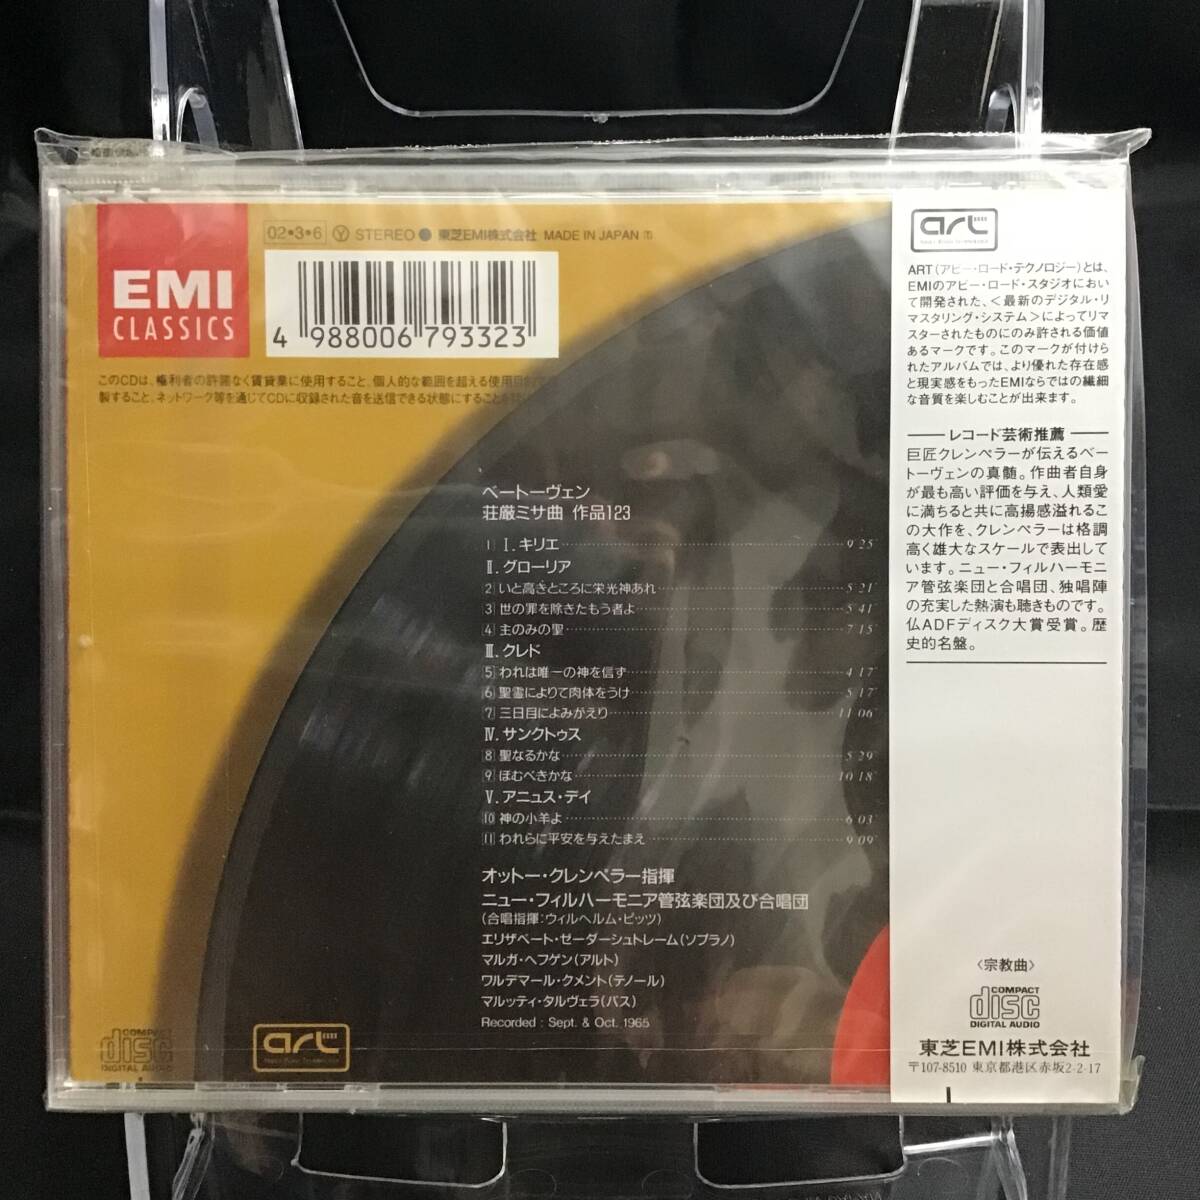 EMI
CLASSICS
02•3•6 Ⓨ STEREO ● 東芝EMI株式会社 MADE IN JAPAN Ⓣ
4 988006 793323
このCDは、権利者の許諾なく賃貸業に使用すること、個人的な範囲を超える使用目的で
製すること、ネットワーク等を通じてCDに収録された音を送信できる状態にすることを
ベートーヴェン
荘厳ミサ曲 作品123
1 Ⅰ. キリエ 9'25"
Ⅱ. グローリア
2 いと高きところに栄光神あれ 5'21"
3 世の罪を除きたもう者よ 5'41"
4 主のみの聖 7'15"
Ⅲ. クレド
5 われは唯一の神を信ず 4'17"
6 聖霊によりて肉体をうけ 5'17"
7 三日目によみがえり 11'06"
Ⅳ. サンクトゥス
8 聖なるかな 5'29"
9 ほむべきかな 10'18"
Ⅴ. アニュス・デイ
10 神の小羊よ 6'03"
11 われらに平安を与えたまえ 9'09"
オットー・クレンペラー指揮
ニュー・フィルハーモニア管弦楽団及び合唱団
(合唱指揮:ウィルヘルム・ピッツ)
エリザベート・ゼーダーシュトレーム(ソプラノ)
マルガ・ヘフゲン(アルト)
ワルデマール・クメント(テノール)
マルッティ・タルヴェラ(バス)
Recorded : Sept. & Oct. 1965
COMPACT
disc
DIGITAL AUDIO
art
art
ART(アビー・ロード・テクノロジー)とは、
EMIのアビー・ロード・スタジオにおい
て開発された、<最新のデジタル・リ
マスタリング・システム>によってリマ
スターされたものにのみ許される価値
あるマークです。このマークが付けら
れたアルバムでは、より優れた存在感
と現実感をもったEMIならではの繊細
な音質を楽しむことが出来ます。
レコード芸術推薦
巨匠クレンペラーが伝えるベー
トーヴェンの真髄。作曲者自身
が最も高い評価を与え、人類愛
に満ちると共に高揚感溢れるこ
の大作を、クレンペラーは格調
高く雄大なスケールで表出して
います。ニュー・フィルハーモニ
ア管弦楽団と合唱団、独唱陣
の充実した熱演も聴きものです。
仏ADFディスク大賞受賞。歴
史的名盤。
〈宗教曲〉
COMPACT
disc
DIGITAL AUDIO
東芝EMI株式会社
〒107-8510 東京都港区赤坂2-2-17